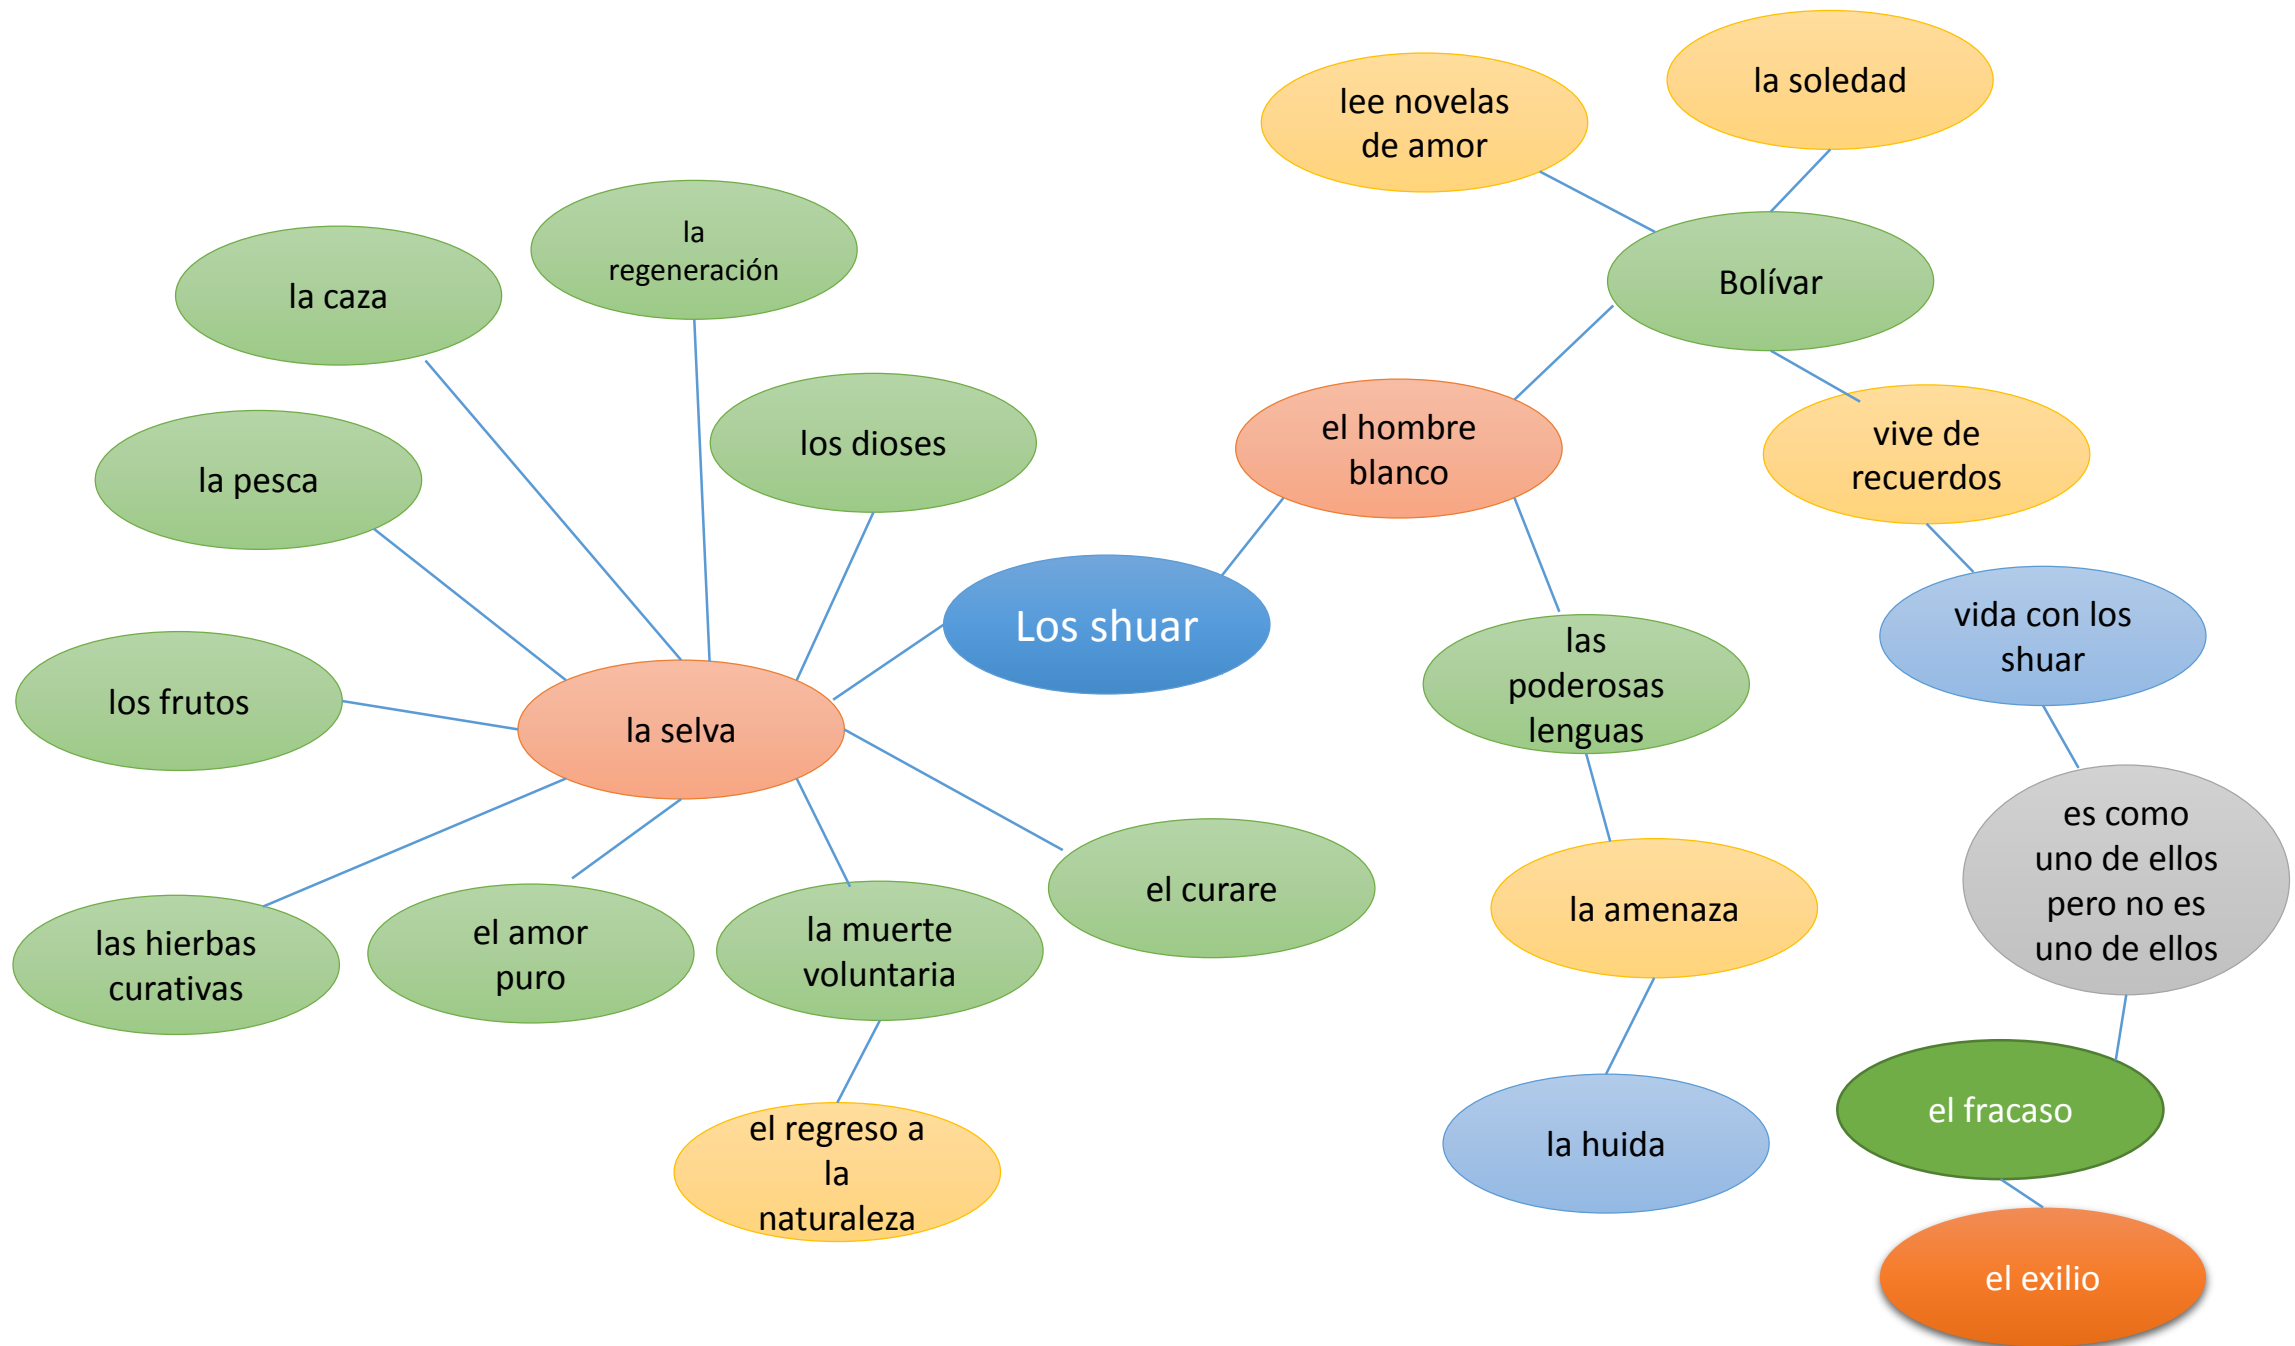 la soledad
lee novelas
de amor
la
regeneración
Bolívar
la caza
los dioses
el hombre
blanco
vive de
recuerdos
la pesca
Los shuar
vida con los
shuar
las
poderosas
lenguas
los frutos
la selva
es como
uno de ellos
pero no es
uno de ellos
el curare
la amenaza
las hierbas
curativas
el amor
puro
la muerte
voluntaria
el fracaso
la huida
el regreso a
la
naturaleza
el exilio